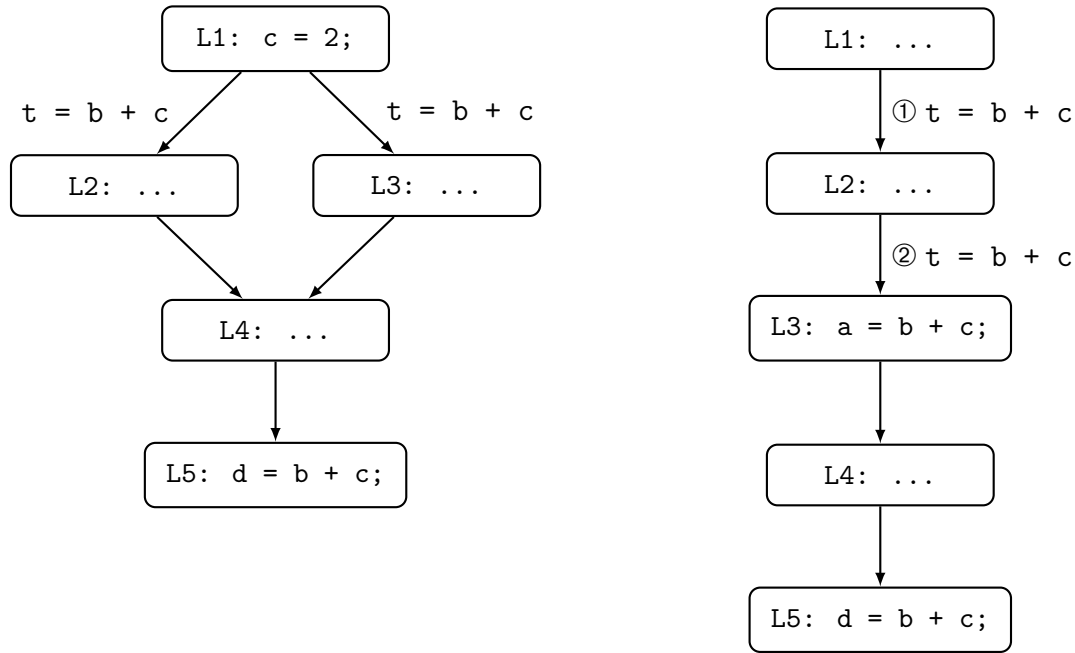 L1: c = 2;
t = b + c
t = b + c
L2: ...
L3: ...
L4: ...
L5: d = b + c;
L1: ...
① t = b + c
L2: ...
② t = b + c
L3: a = b + c;
L4: ...
L5: d = b + c;